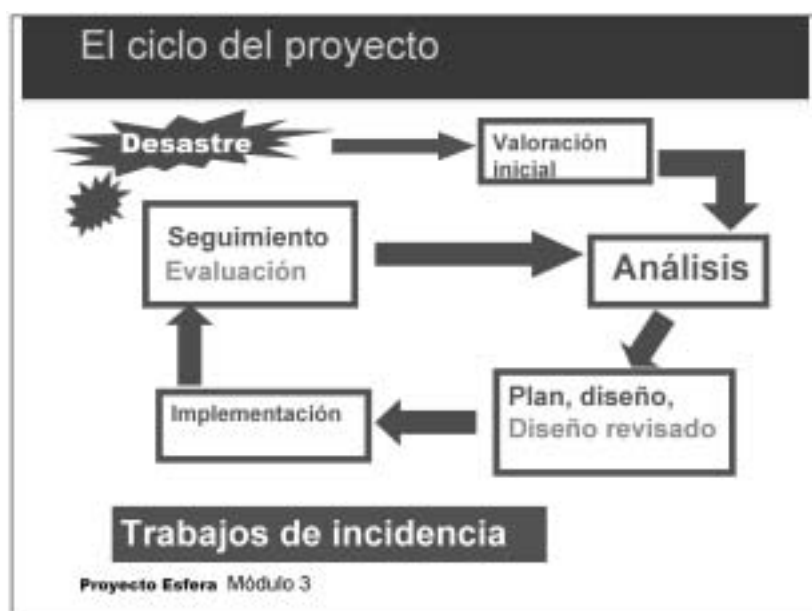 El ciclo del proyecto
Desastre
Valoración
inicial
Seguimiento
Evaluación
Análisis
Implementación
Plan, diseño,
Diseño revisado
Trabajos de incidencia
Proyecto Esfera Módulo 3